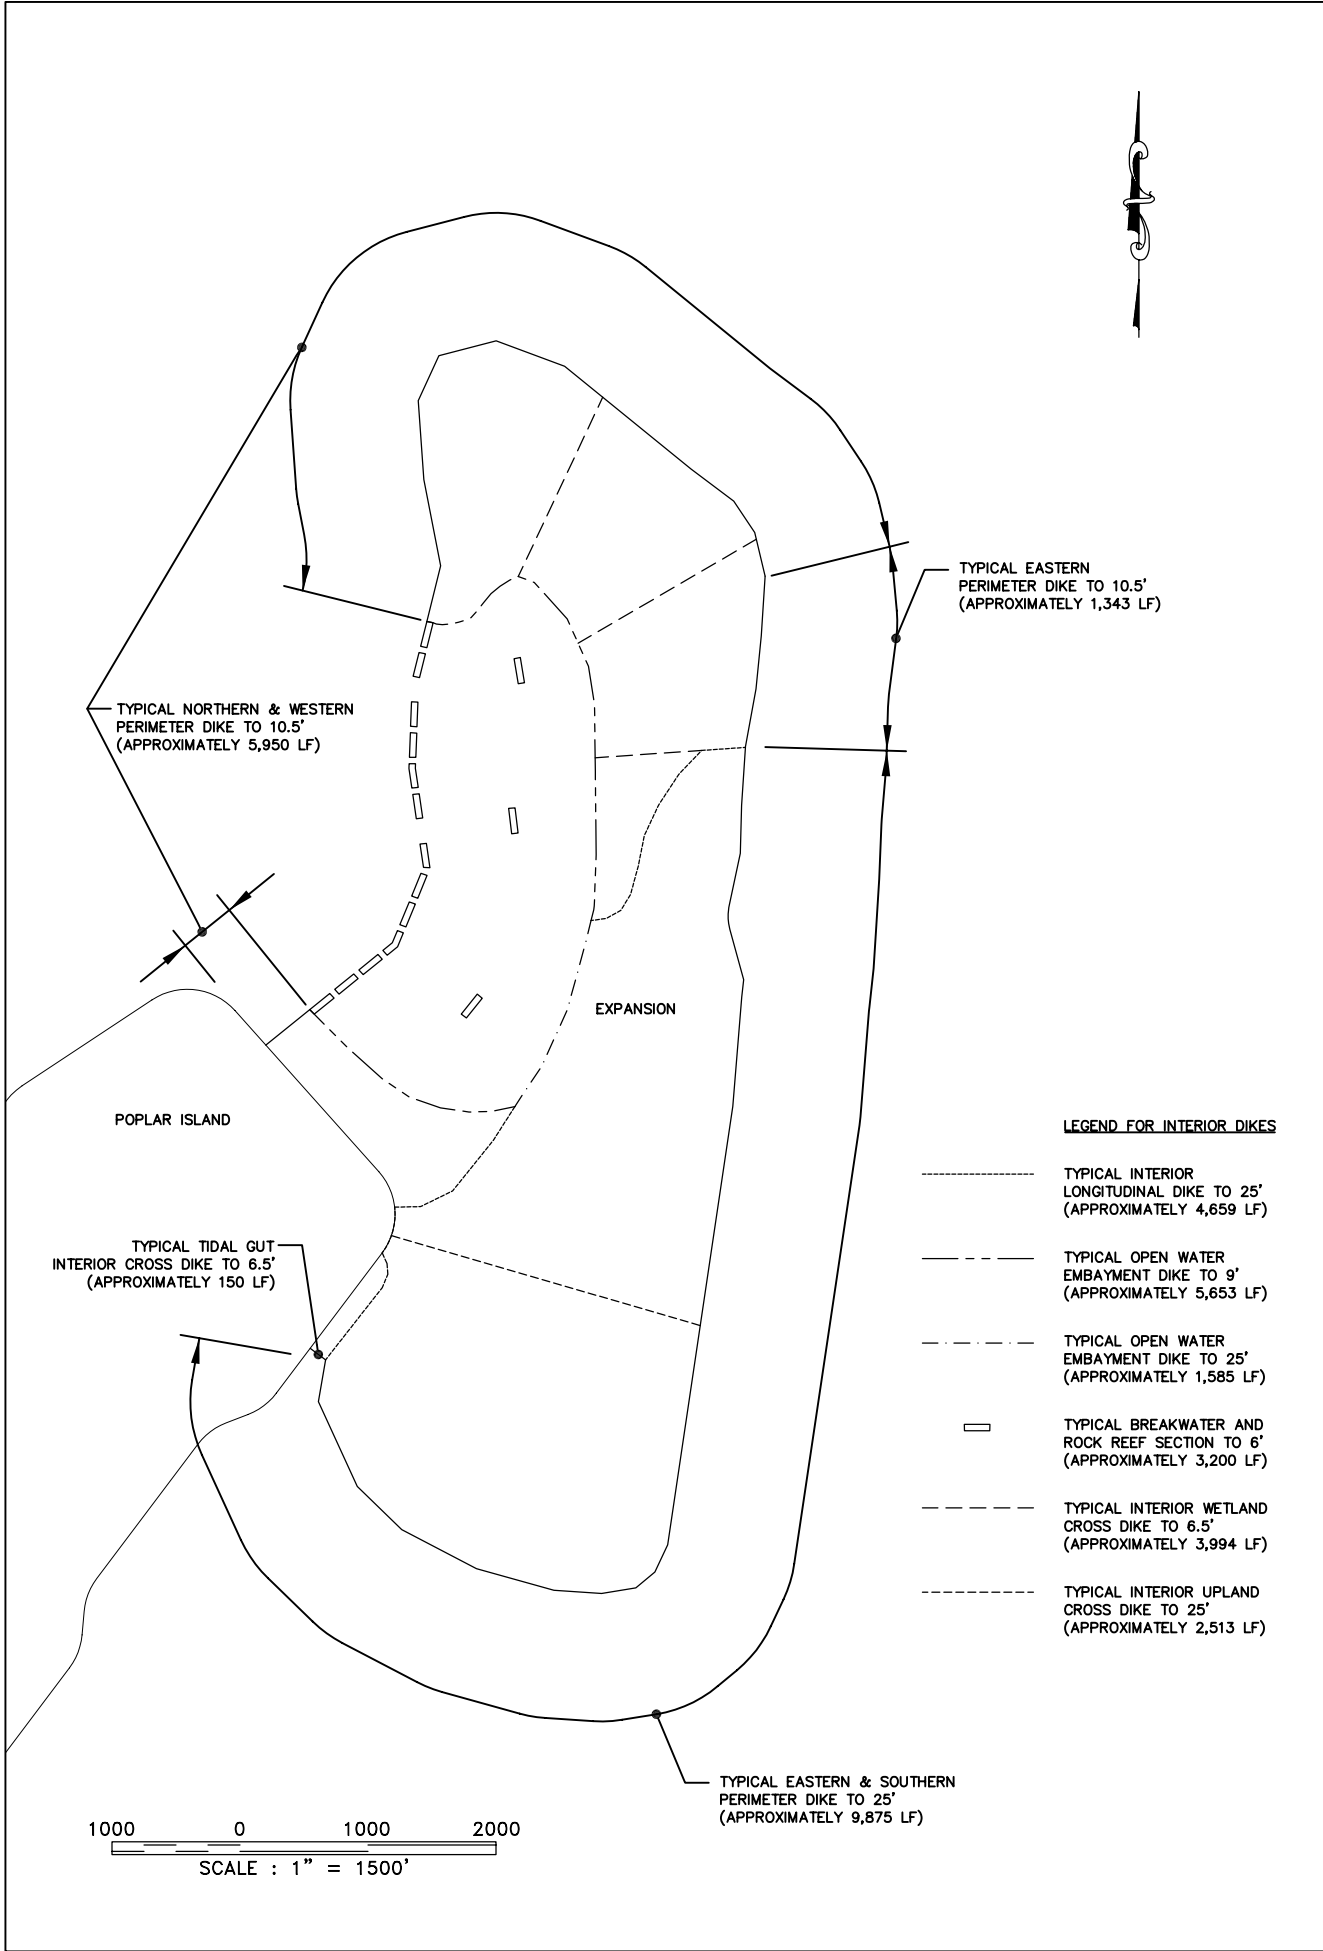 TYPICAL EASTERN
PERIMETER DIKE TO 10.5'
(APPROXIMATELY 1,343 LF)
TYPICAL NORTHERN & WESTERN
PERIMETER DIKE TO 10.5'
(APPROXIMATELY 5,950 LF)
EXPANSION
POPLAR ISLAND
TYPICAL TIDAL GUT
INTERIOR CROSS DIKE TO 6.5'
(APPROXIMATELY 150 LF)
LEGEND FOR INTERIOR DIKES
TYPICAL INTERIOR
LONGITUDINAL DIKE TO 25'
(APPROXIMATELY 4,659 LF)
TYPICAL OPEN WATER
EMBAYMENT DIKE TO 9'
(APPROXIMATELY 5,653 LF)
TYPICAL OPEN WATER
EMBAYMENT DIKE TO 25'
(APPROXIMATELY 1,585 LF)
TYPICAL BREAKWATER AND
ROCK REEF SECTION TO 6'
(APPROXIMATELY 3,200 LF)
TYPICAL INTERIOR WETLAND
CROSS DIKE TO 6.5'
(APPROXIMATELY 3,994 LF)
TYPICAL INTERIOR UPLAND
CROSS DIKE TO 25'
(APPROXIMATELY 2,513 LF)
TYPICAL EASTERN & SOUTHERN
PERIMETER DIKE TO 25'
(APPROXIMATELY 9,875 LF)
1000 0 1000 2000
SCALE : 1" = 1500'